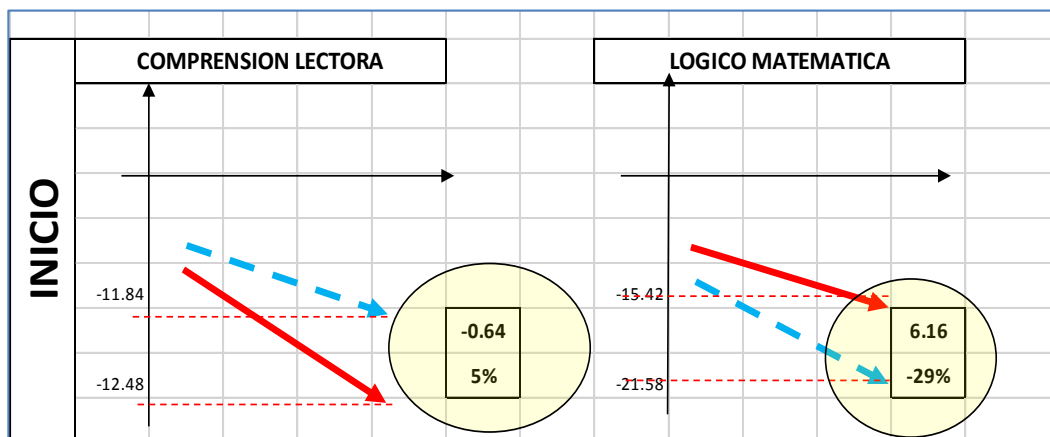 INICIO
COMPRENSION LECTORA
-11.84
-12.48
-0.64
5%
LOGICO MATEMATICA
-15.42
-21.58
6.16
-29%